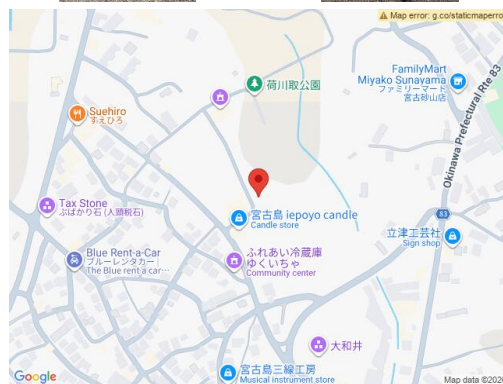 Map error: g.co/staticmaperro
荷川取公園
FamilyMart
Miyako Sunayama
ファミリーマート
宮古砂山店
Okinawa Prefectural Rte 83
Suehiro
すえひろ
Tax Stone
ぶばかり石 (人頭税石)
宮古島 iepoyo candle
Candle store
83
立津工芸社
Sign shop
Blue Rent-a-Car
ブルーレンタカー |
The Blue rent a car...
ふれあい冷蔵庫
ゆくいちゃ
Community center
大和井
宮古島三線工房
Musical instrument store
Google
Map data ©202